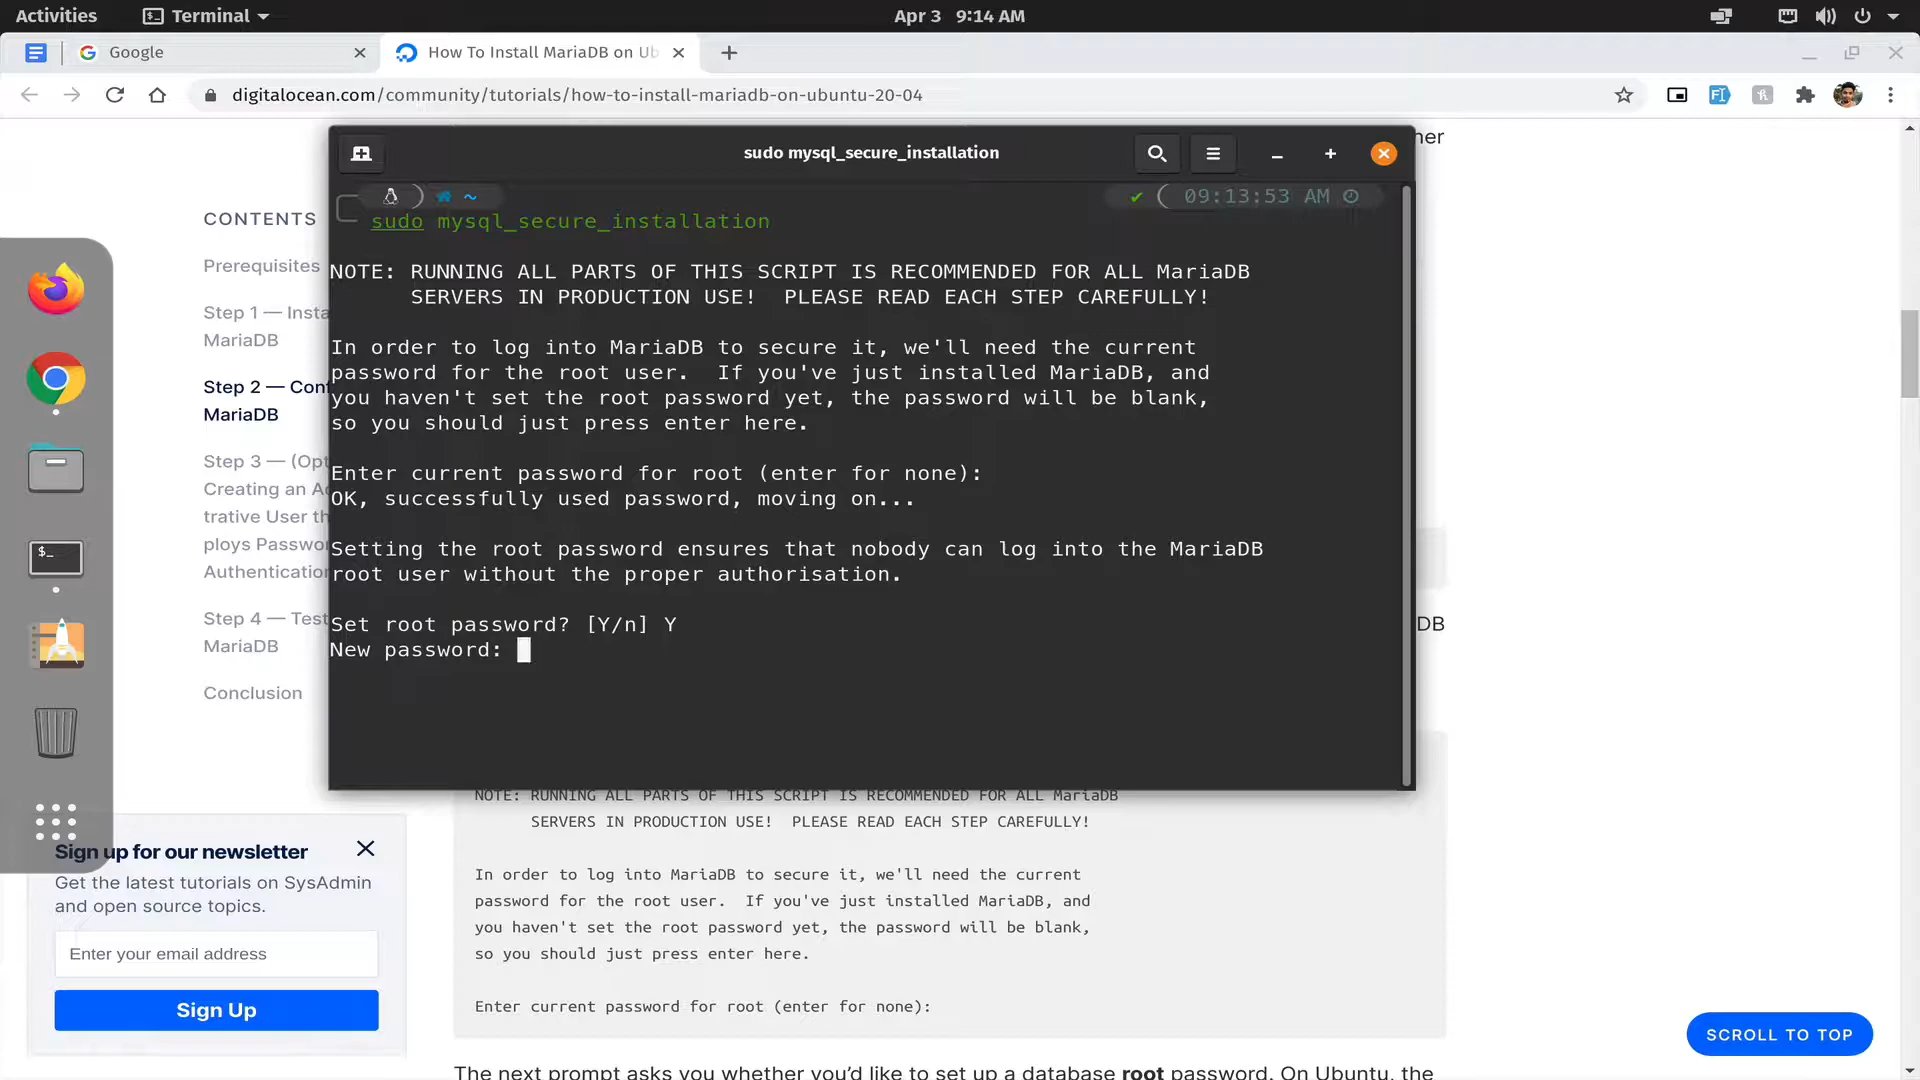 Activities
Terminal
Apr 3 9:14 AM
Google
How To Install MariaDB on Ub
digitalocean.com/community/tutorials/how-to-install-mariadb-on-ubuntu-20-04
sudo mysql_secure_installation
~
09:13:53 AM
sudo mysql_secure_installation
NOTE: RUNNING ALL PARTS OF THIS SCRIPT IS RECOMMENDED FOR ALL MariaDB
SERVERS IN PRODUCTION USE!  PLEASE READ EACH STEP CAREFULLY!
In order to log into MariaDB to secure it, we'll need the current
password for the root user.  If you've just installed MariaDB, and
you haven't set the root password yet, the password will be blank,
so you should just press enter here.
Enter current password for root (enter for none):
OK, successfully used password, moving on...
Setting the root password ensures that nobody can log into the MariaDB
root user without the proper authorisation.
Set root password? [Y/n] Y
New password:
CONTENTS
Prerequisites
Step 1 — Insta
MariaDB
Step 2 — Con
MariaDB
Step 3 — (Opt
Creating an A
trative User th
ploys Passwo
Authentication
Step 4 — Test
MariaDB
Conclusion
her
DB
$_
NOTE: RUNNING ALL PARTS OF THIS SCRIPT IS RECOMMENDED FOR ALL MariaDB
SERVERS IN PRODUCTION USE!  PLEASE READ EACH STEP CAREFULLY!
In order to log into MariaDB to secure it, we'll need the current
password for the root user.  If you've just installed MariaDB, and
you haven't set the root password yet, the password will be blank,
so you should just press enter here.
Enter current password for root (enter for none):
The next prompt asks you whether you'd like to set up a database root password. On Ubuntu, the
Sign up for our newsletter
Get the latest tutorials on SysAdmin
and open source topics.
Enter your email address
Sign Up
SCROLL TO TOP